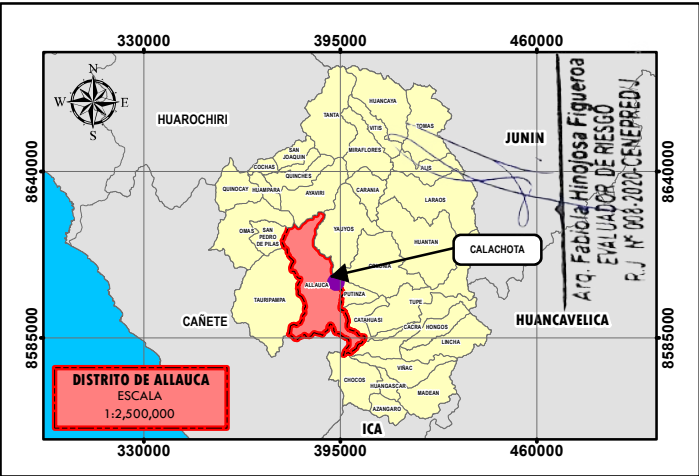 330000 395000 460000
N
W E
S
HUAROCHIRI
JUNIN
HUANCAYA
TANTA
VITIS
TOMAS
SAN JOAQUIN
MIRAFLORES
ALIS
COCHAS
QUINCHES
QUINOCAY
HUAMPARA
AYAVIRI
CARANIA
LARAOS
OMAS
SAN PEDRO DE PILAS
YAUYOS
HUANTAN
CALACHOTA
ALLAUCA
PUTINZA
TAURIPAMPA
TUPE
CATAHUASI
CAÑETE
CACRA
HONGOS
HUANCAVELICA
LINCHA
VIÑAC
CHOCOS
HUANGASCAR
MADEAN
AZANGARO
ICA
8640000 8640000
8585000 8585000
DISTRITO DE ALLAUCA
ESCALA
1:2,500,000
330000 395000 460000
Arq. Fabiola Hinojosa Figueroa
EVALUADOR DE RIESGO
R.J Nº 008-2020-CENEPRED/J